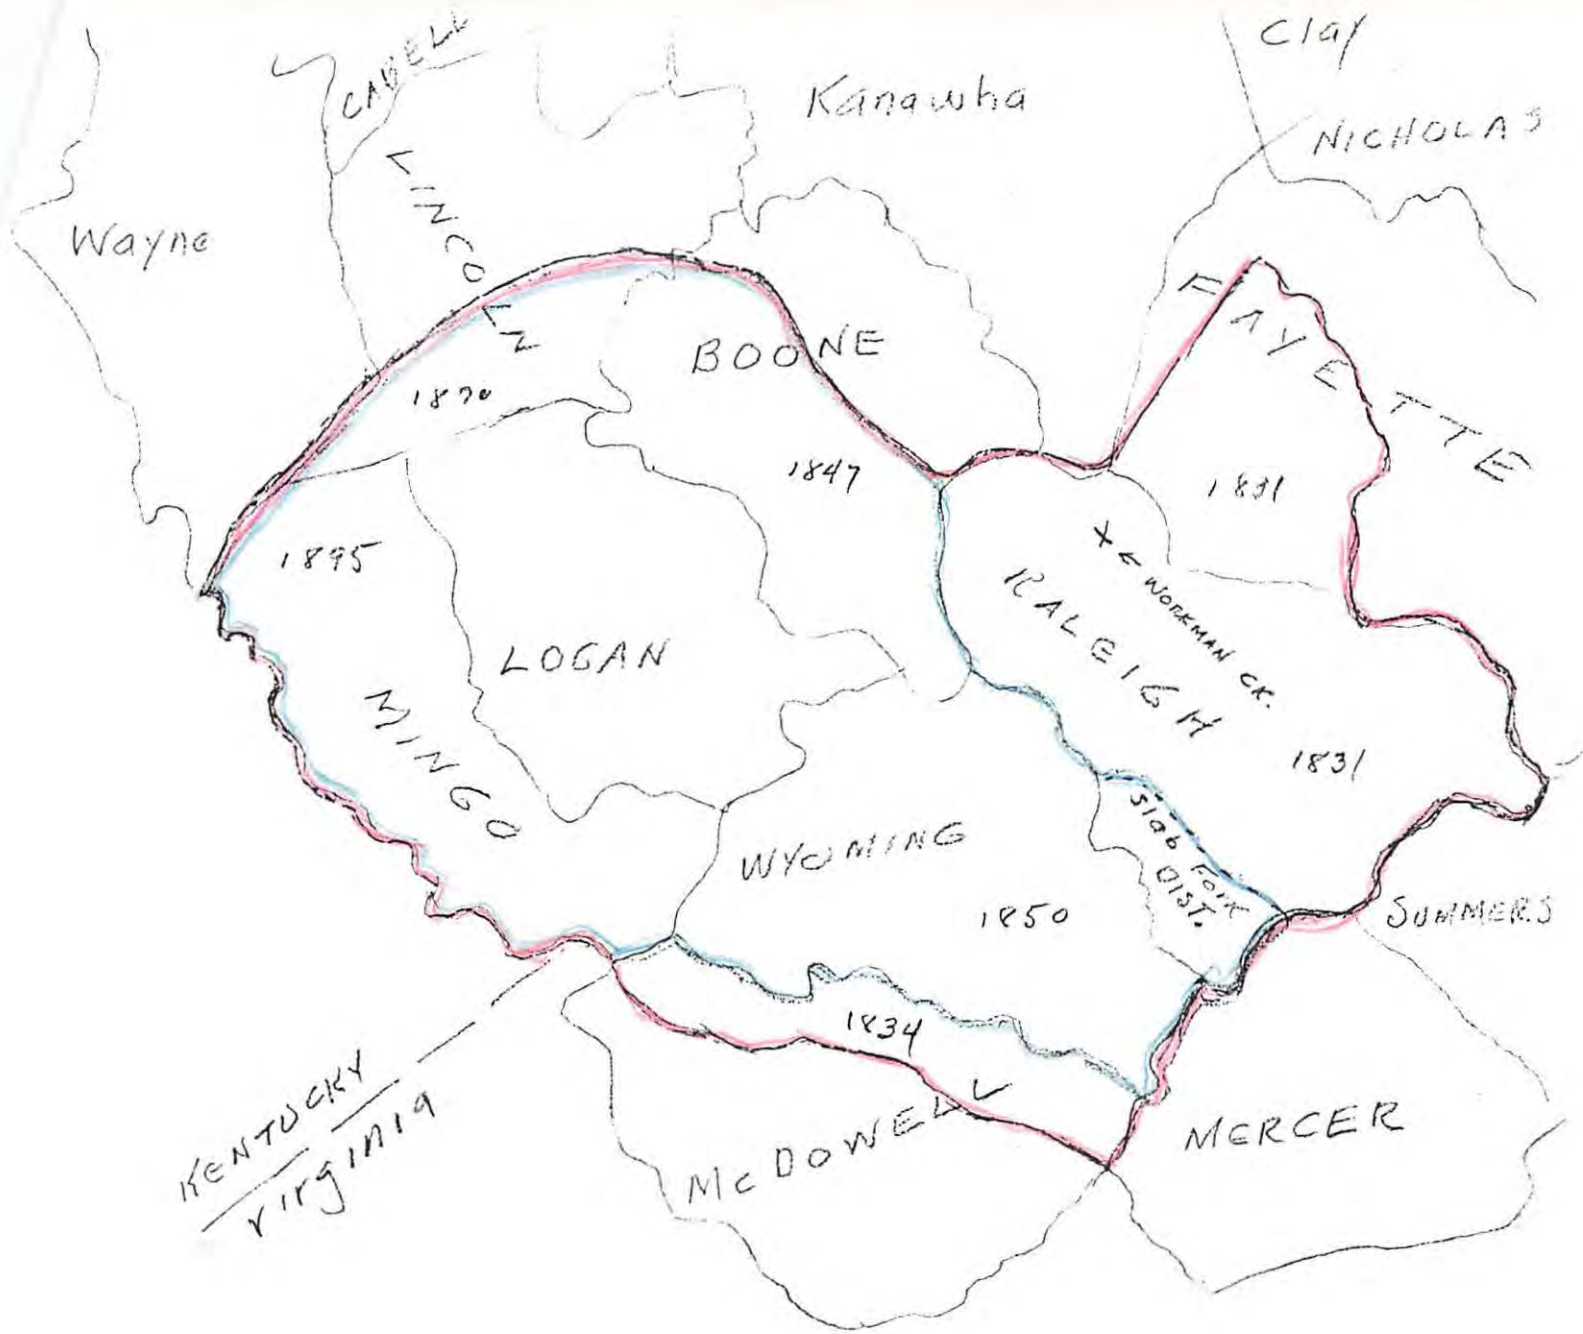 Clay
CABELL
Kanawha
NICHOLAS
LINCOLN
Wayne
FAYETTE
BOONE
1870
1847
1831
1895
X ← WORKMAN CK.
RALEIGH
LOGAN
MINGO
1831
Slab Fork
DIST.
WYOMING
1850
SUMMERS
1834
KENTUCKY
Virginia
McDOWELL
MERCER